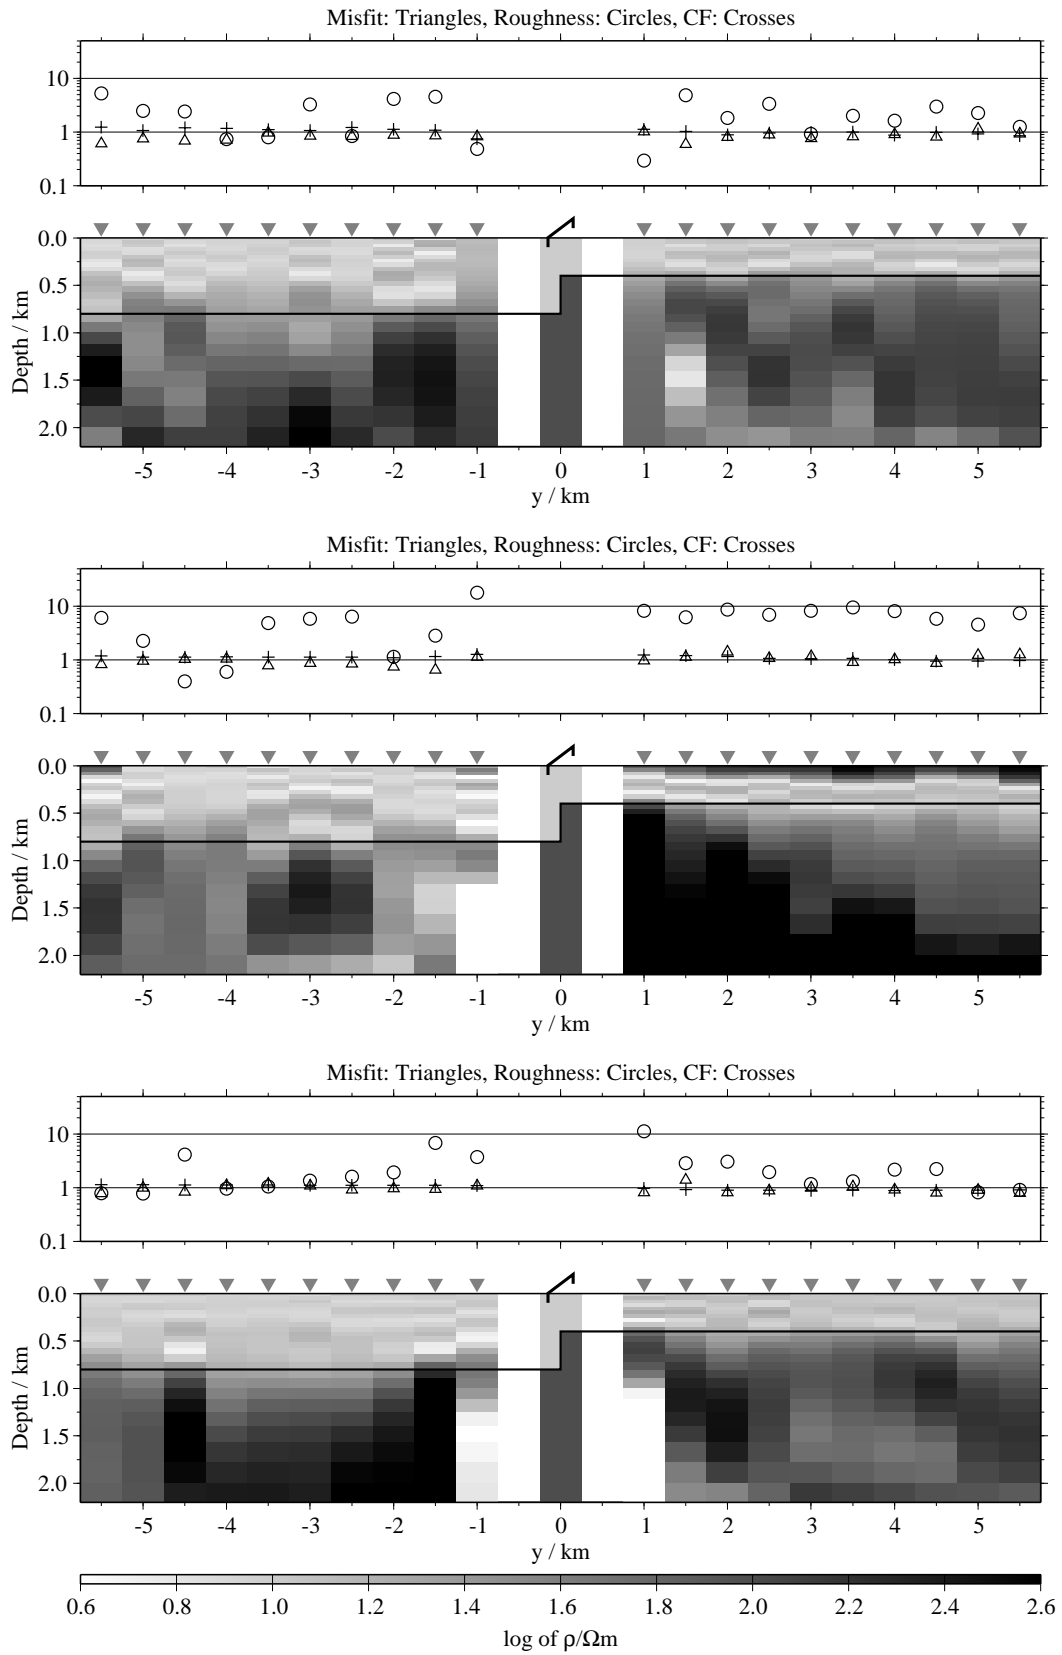 Misfit: Triangles, Roughness: Circles, CF: Crosses
10
1
0.1
0.0
0.5
1.0
1.5
2.0
Depth / km
-5 -4 -3 -2 -1 0 1 2 3 4 5
y / km
Misfit: Triangles, Roughness: Circles, CF: Crosses
10
1
0.1
0.0
0.5
1.0
1.5
2.0
Depth / km
-5 -4 -3 -2 -1 0 1 2 3 4 5
y / km
Misfit: Triangles, Roughness: Circles, CF: Crosses
10
1
0.1
0.0
0.5
1.0
1.5
2.0
Depth / km
-5 -4 -3 -2 -1 0 1 2 3 4 5
y / km
0.6 0.8 1.0 1.2 1.4 1.6 1.8 2.0 2.2 2.4 2.6
log of ρ/Ωm